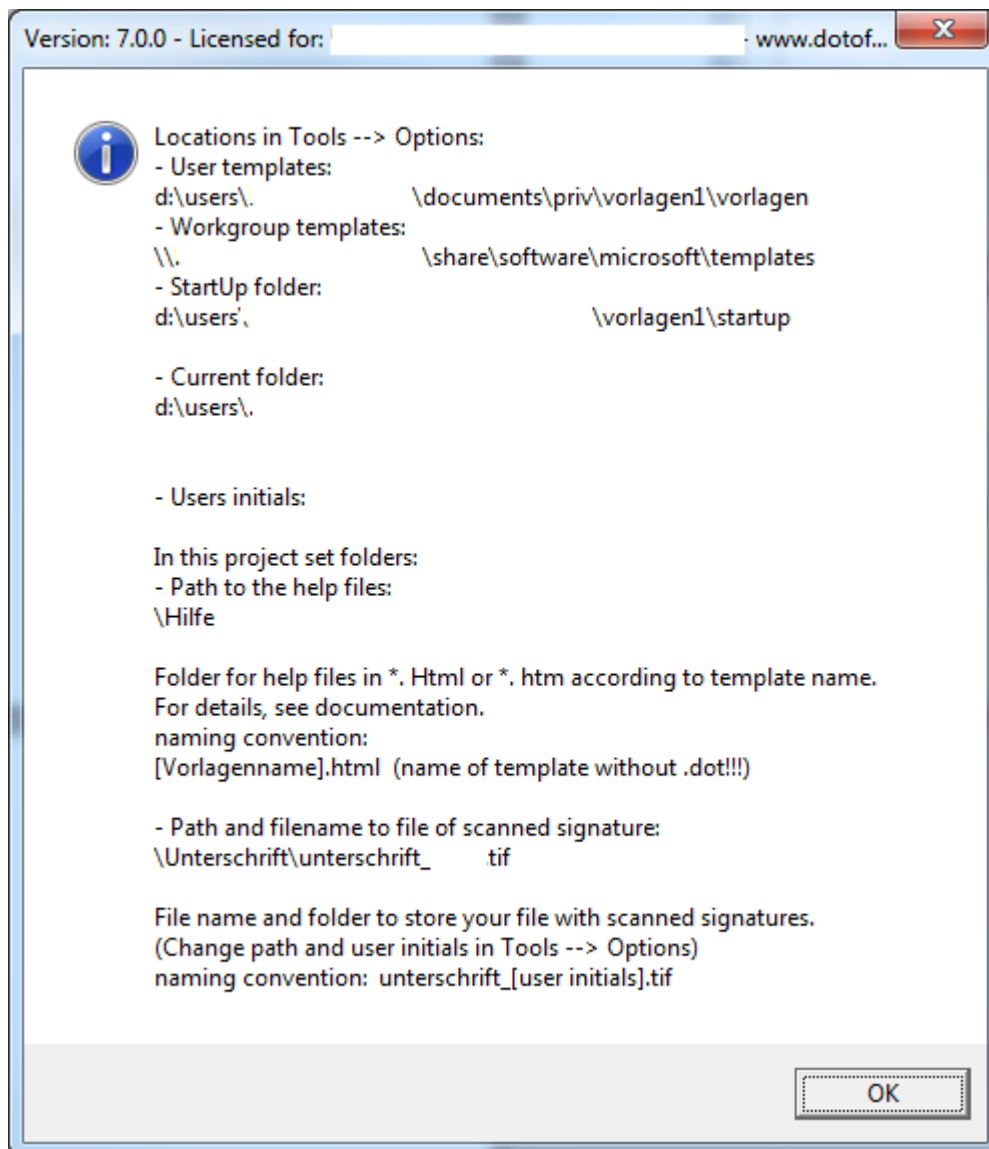 Version: 7.0.0 - Licensed for: - www.dotof...
Locations in Tools --> Options:
- User templates:
d:\users\. \documents\priv\vorlagen1\vorlagen
- Workgroup templates:
\\. \share\software\microsoft\templates
- StartUp folder:
d:\users \vorlagen1\startup
- Current folder:
d:\users\.
- Users initials:
In this project set folders:
- Path to the help files:
\Hilfe
Folder for help files in *. Html or *. htm according to template name.
For details, see documentation.
naming convention:
[Vorlagenname].html (name of template without .dot!!!)
- Path and filename to file of scanned signature:
\Unterschrift\unterschrift_ .tif
File name and folder to store your file with scanned signatures.
(Change path and user initials in Tools --> Options)
naming convention: unterschrift_[user initials].tif
OK